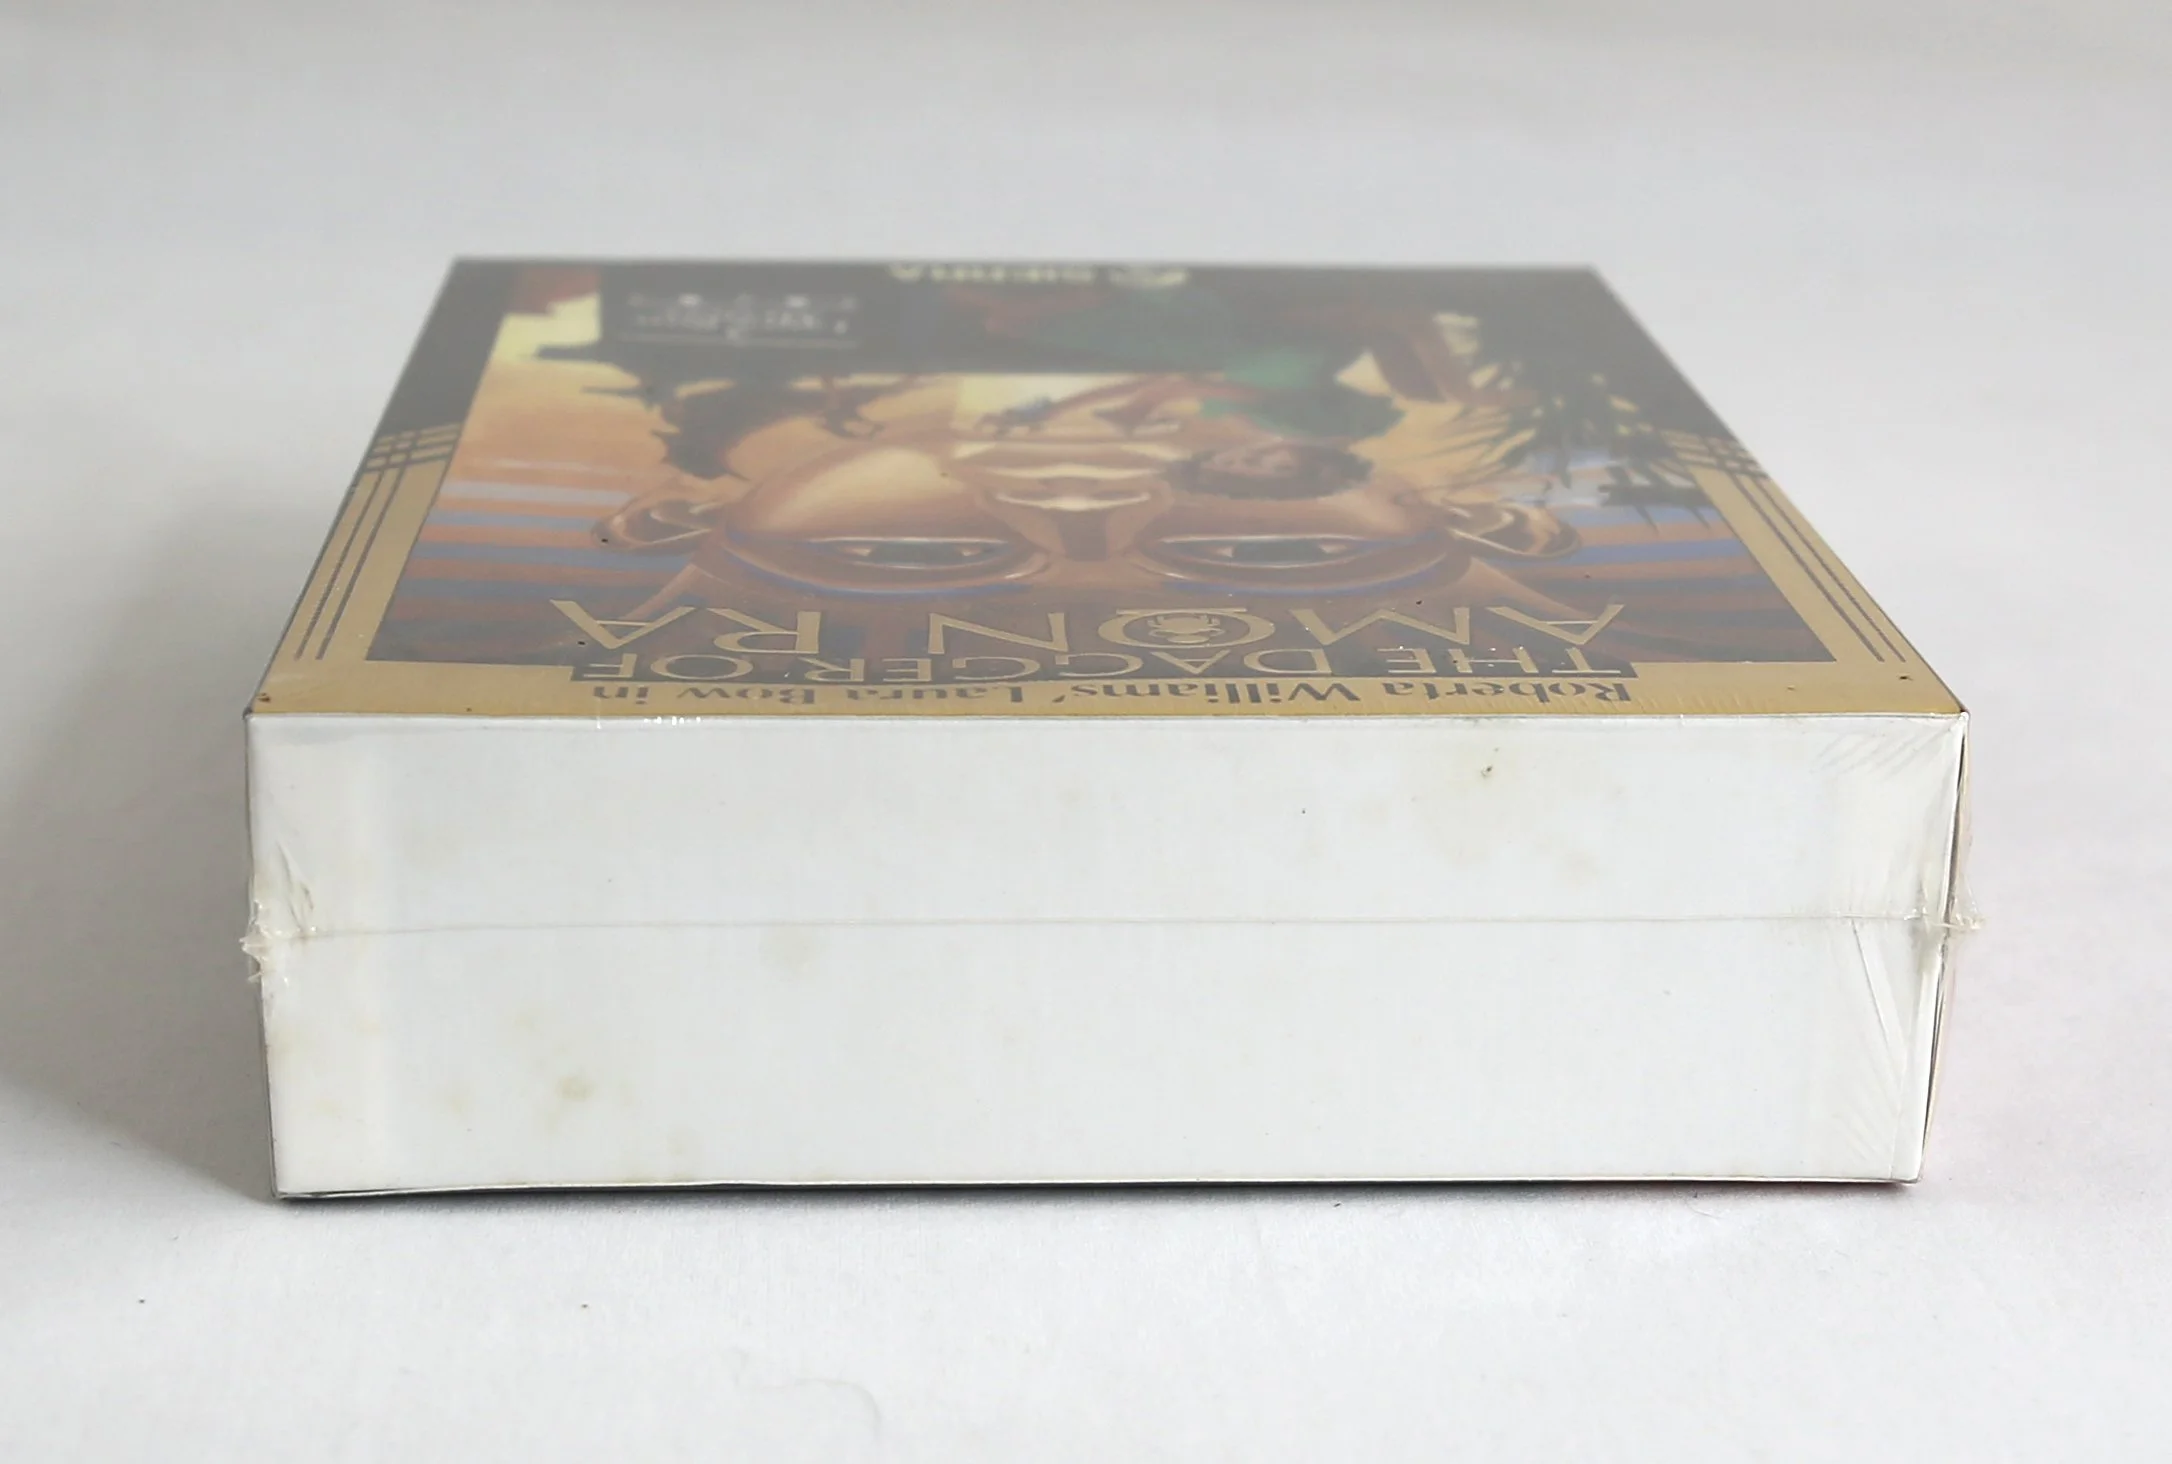 Roberta Williams' Laura Bow in
THE DAGGER OF
AMON RA
SIERRA